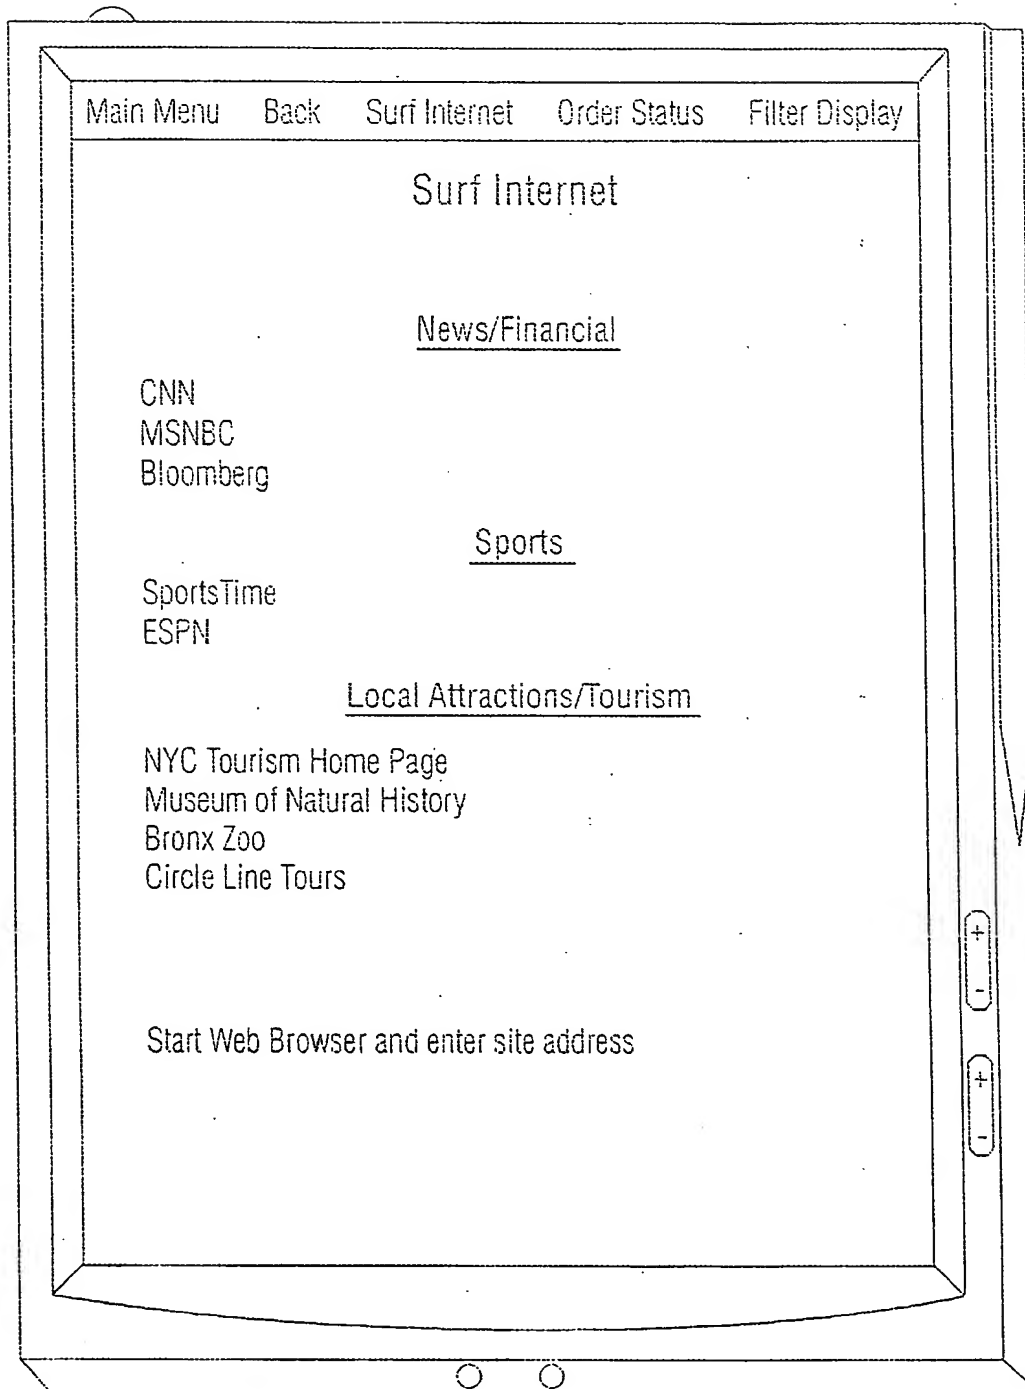 Main Menu Back Surf Internet Order Status Filter Display
Surf Internet
News/Financial
CNN
MSNBC
Bloomberg
Sports
SportsTime
ESPN
Local Attractions/Tourism
NYC Tourism Home Page
Museum of Natural History
Bronx Zoo
Circle Line Tours
+
-
Start Web Browser and enter site address
+
-